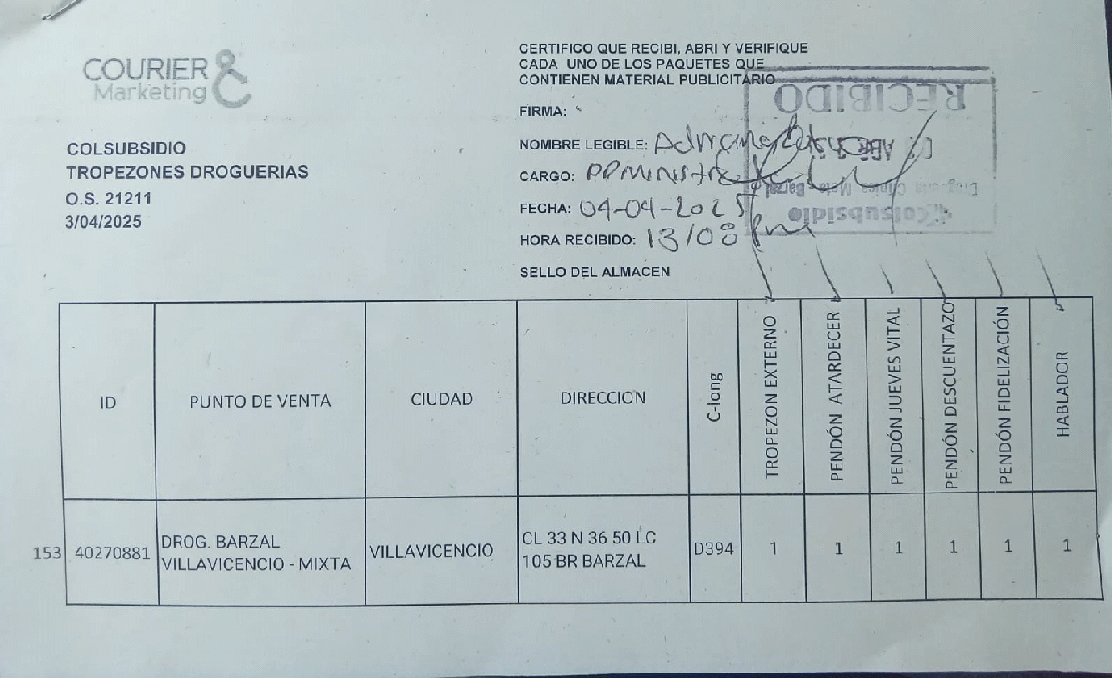 COURIER &
Marketing
COLSUBSIDIO
TROPEZONES DROGUERIAS
O.S. 21211
3/04/2025
CERTIFICO QUE RECIBI, ABRI Y VERIFIQUE
CADA UNO DE LOS PAQUETES QUE
CONTIENEN MATERIAL PUBLICITARIO
FIRMA:
NOMBRE LEGIBLE:
CARGO:
FECHA: 04-04-2025
HORA RECIBIDO: 13/08 pm
SELLO DEL ALMACEN
RECIBIDO
ABR
Colsubsidio
ID
PUNTO DE VENTA
CIUDAD
DIRECCION
C-long
TROPEZON EXTERNO
PENDÓN ATARDECER
PENDÓN JUEVES VITAL
PENDÓN DESCUENTAZO
PENDÓN FIDELIZACIÓN
HABLADOR
153 40270881 DROG. BARZAL VILLAVICENCIO - MIXTA VILLAVICENCIO CL 33 N 36 50 LC 105 BR BARZAL D394 1 1 1 1 1 1